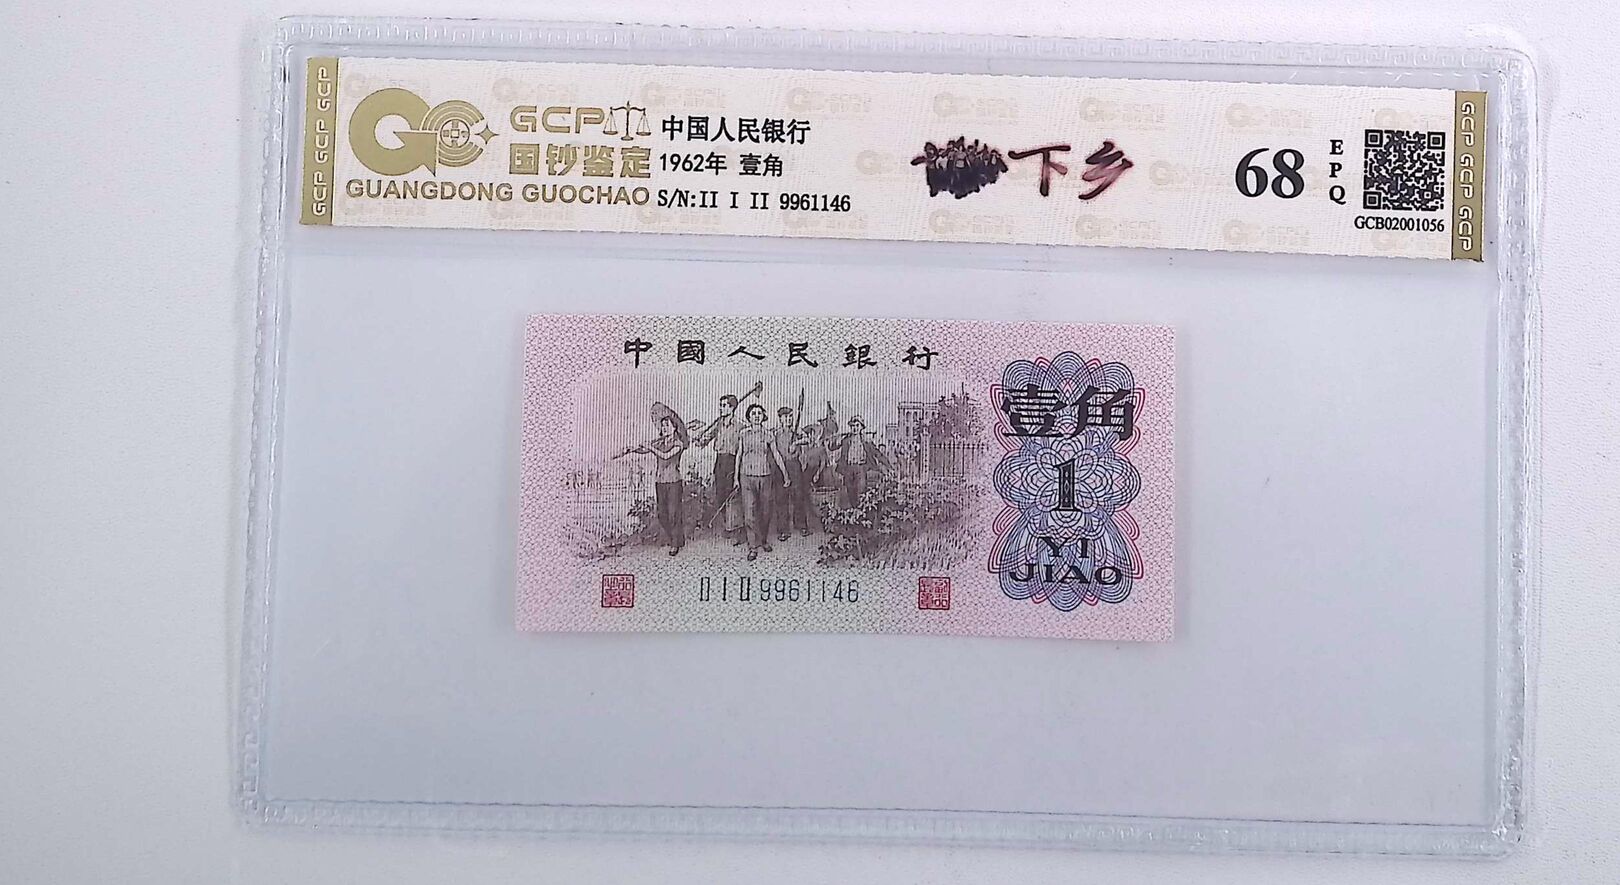 GCP GCP GCP
GCP
国钞鉴定
GUANGDONG GUOCHAO
中国人民银行
1962年 壹角
S/N:II I II 9961146
下乡
68
EPQ
GCB02001056
GCP GCP GCP
中國人民銀行
壹角
1
YI
JIAO
II I II 9961146